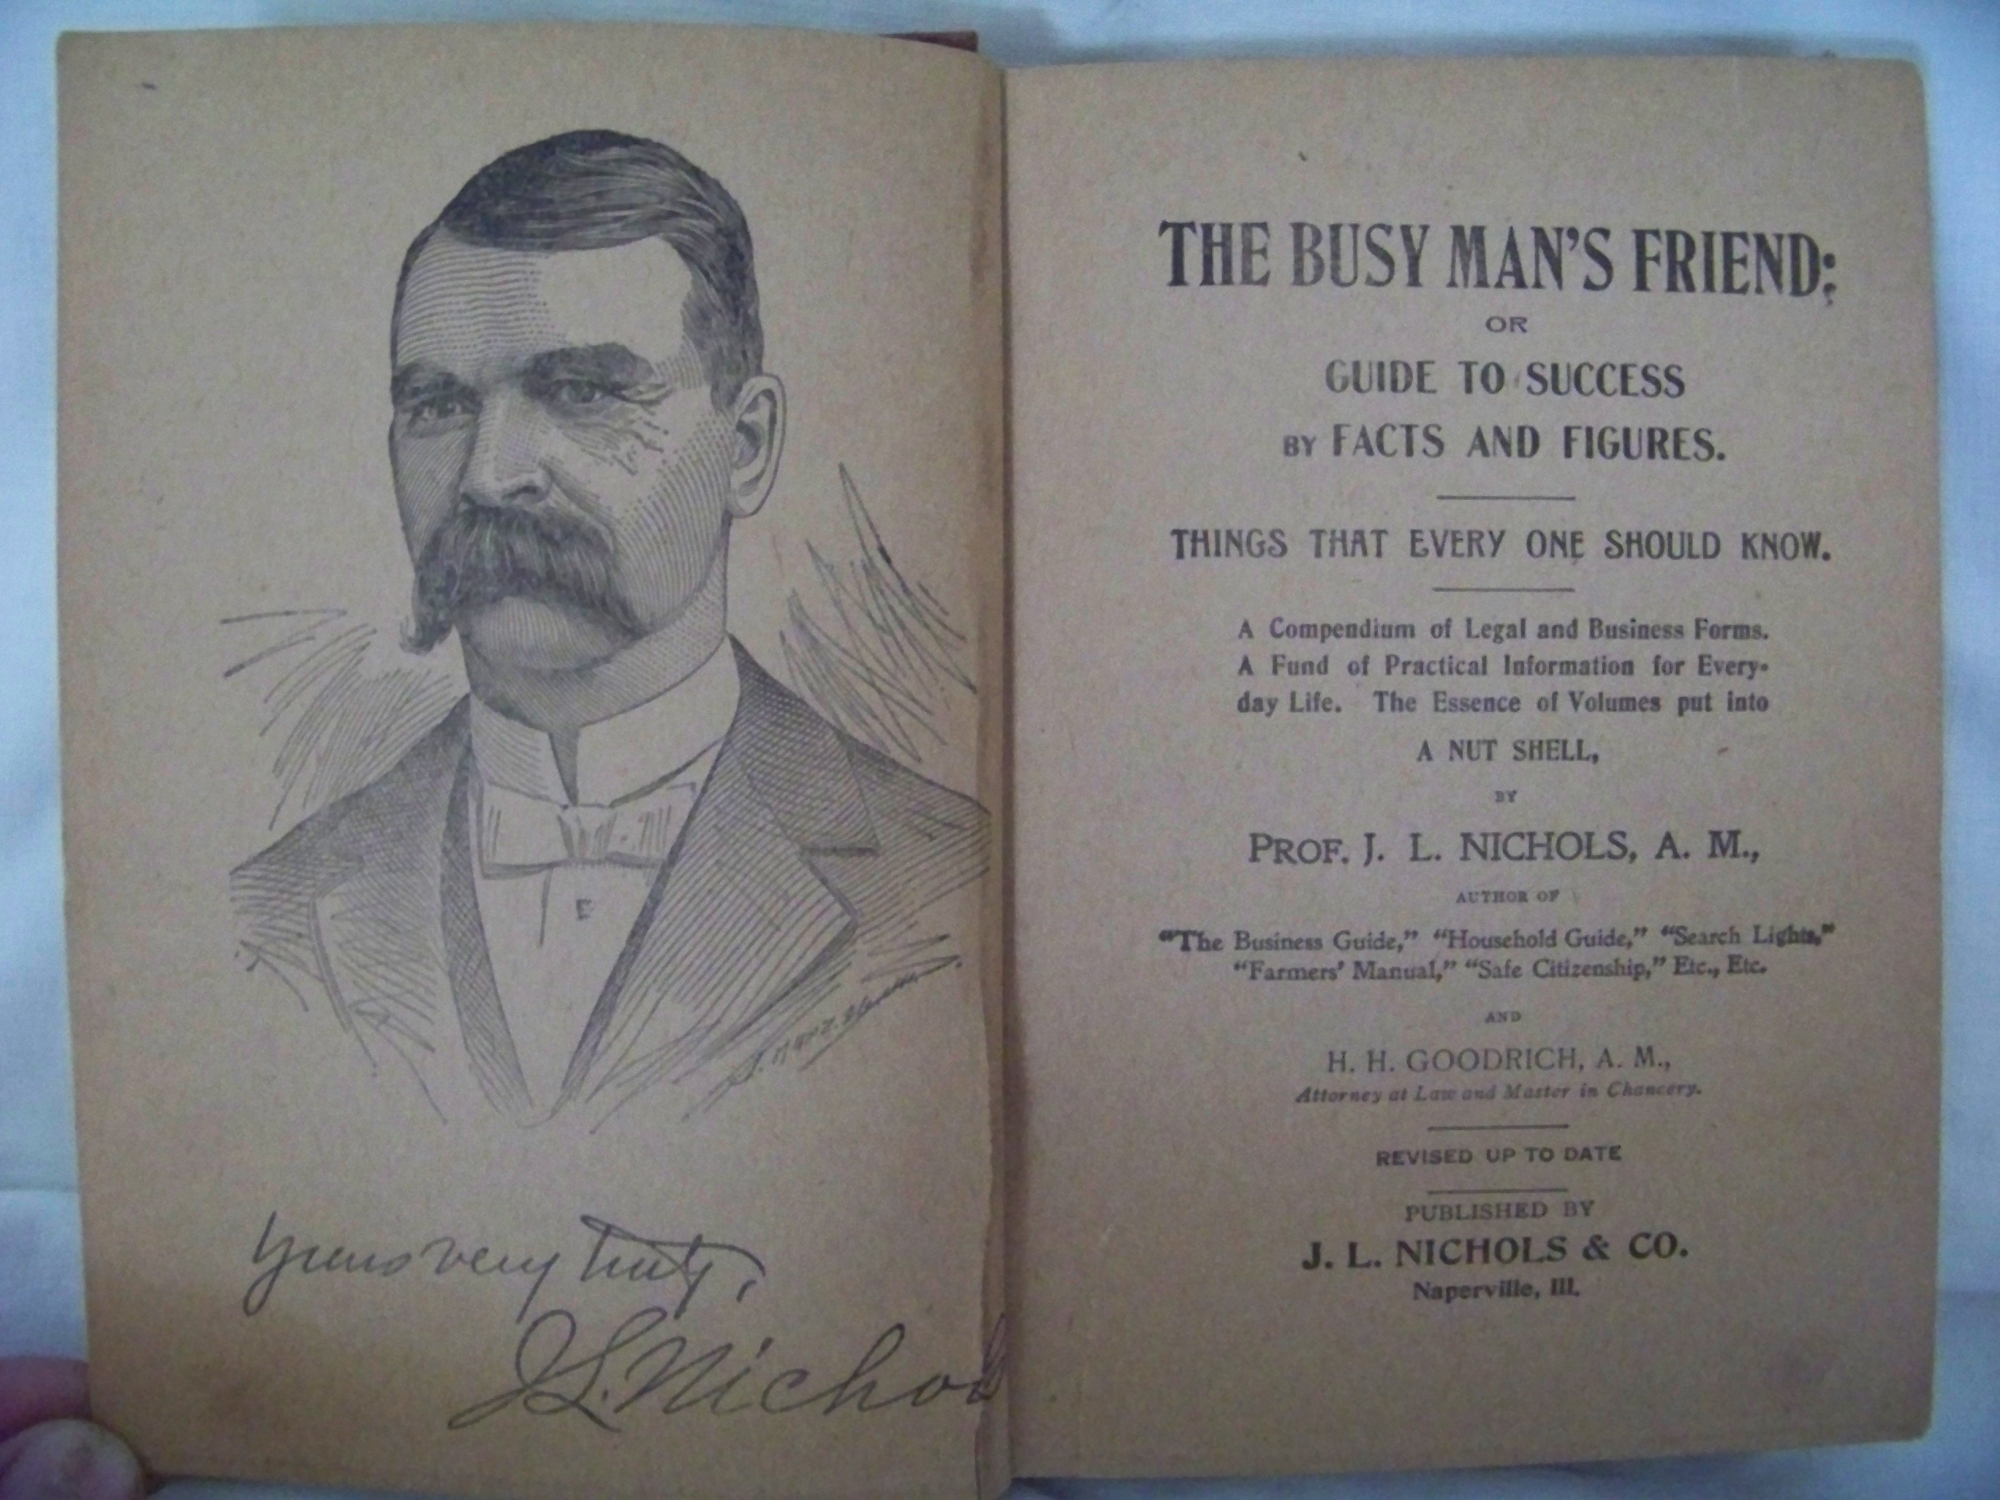 Yours very truly,
J. L. Nichols
THE BUSY MAN'S FRIEND;
OR
GUIDE TO SUCCESS
BY FACTS AND FIGURES.
THINGS THAT EVERY ONE SHOULD KNOW.
A Compendium of Legal and Business Forms.
A Fund of Practical Information for Every-
day Life. The Essence of Volumes put into
A NUT SHELL,
BY
PROF. J. L. NICHOLS, A. M.,
AUTHOR OF
"The Business Guide," "Household Guide," "Search Lights,"
"Farmers' Manual," "Safe Citizenship," Etc., Etc.
AND
H. H. GOODRICH, A. M.,
Attorney at Law and Master in Chancery.
REVISED UP TO DATE
PUBLISHED BY
J. L. NICHOLS & CO.
Naperville, Ill.